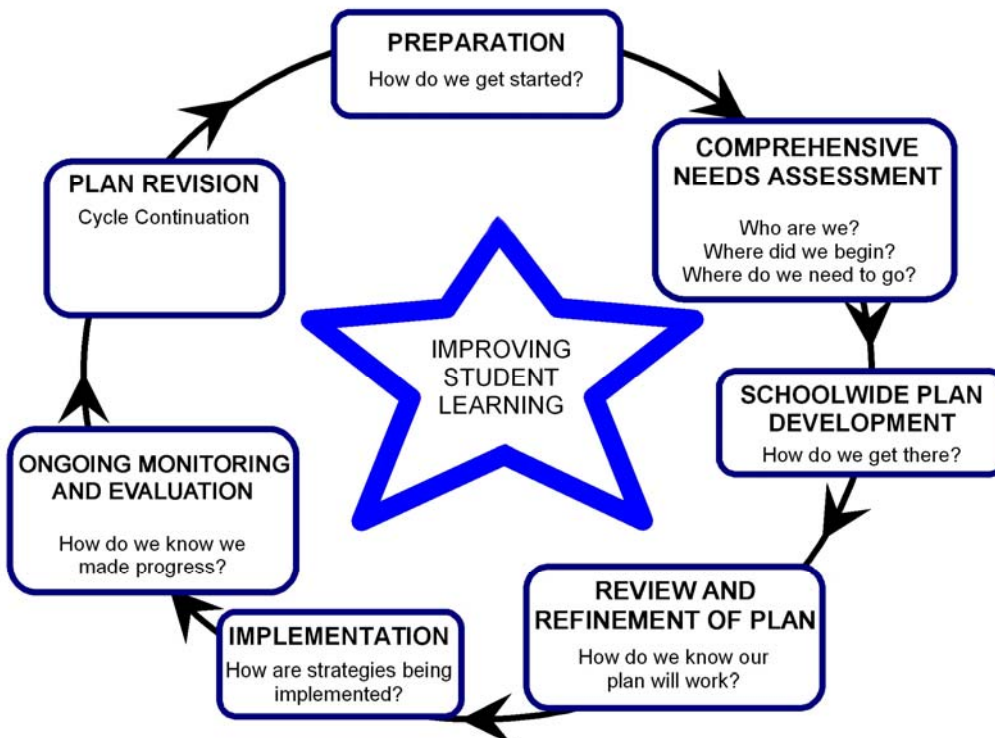 PREPARATION
How do we get started?
COMPREHENSIVE
NEEDS ASSESSMENT
Who are we?
Where did we begin?
Where do we need to go?
SCHOOLWIDE PLAN
DEVELOPMENT
How do we get there?
REVIEW AND
REFINEMENT OF PLAN
How do we know our
plan will work?
IMPLEMENTATION
How are strategies being
implemented?
ONGOING MONITORING
AND EVALUATION
How do we know we
made progress?
PLAN REVISION
Cycle Continuation
IMPROVING
STUDENT
LEARNING